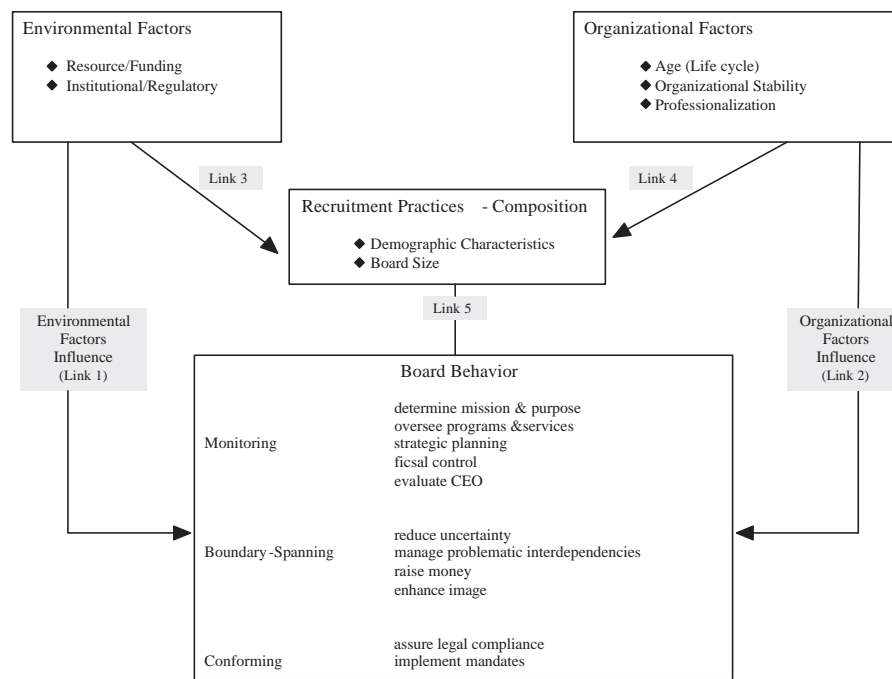 Environmental Factors
◆ Resource/Funding
◆ Institutional/Regulatory
Organizational Factors
◆ Age (Life cycle)
◆ Organizational Stability
◆ Professionalization
Link 3
Link 4
Recruitment Practices - Composition
◆ Demographic Characteristics
◆ Board Size
Link 5
Environmental
Factors
Influence
(Link 1)
Organizational
Factors
Influence
(Link 2)
Board Behavior
Monitoring
determine mission & purpose
oversee programs &services
strategic planning
ficsal control
evaluate CEO
Boundary-Spanning
reduce uncertainty
manage problematic interdependencies
raise money
enhance image
Conforming
assure legal compliance
implement mandates